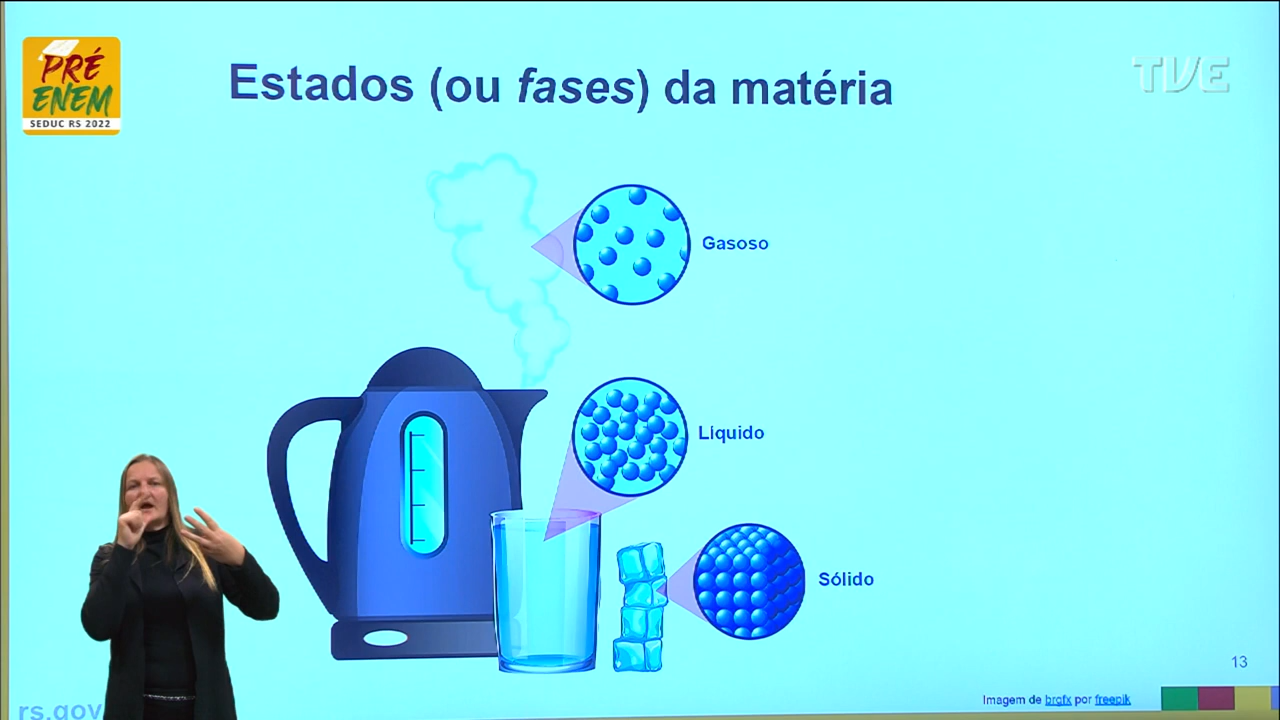 PRÉ
ENEM
SEDUC RS 2022
Estados (ou fases) da matéria
TVE
Gasoso
Líquido
Sólido
13
Imagem de brgfx por freepik
rs.gov